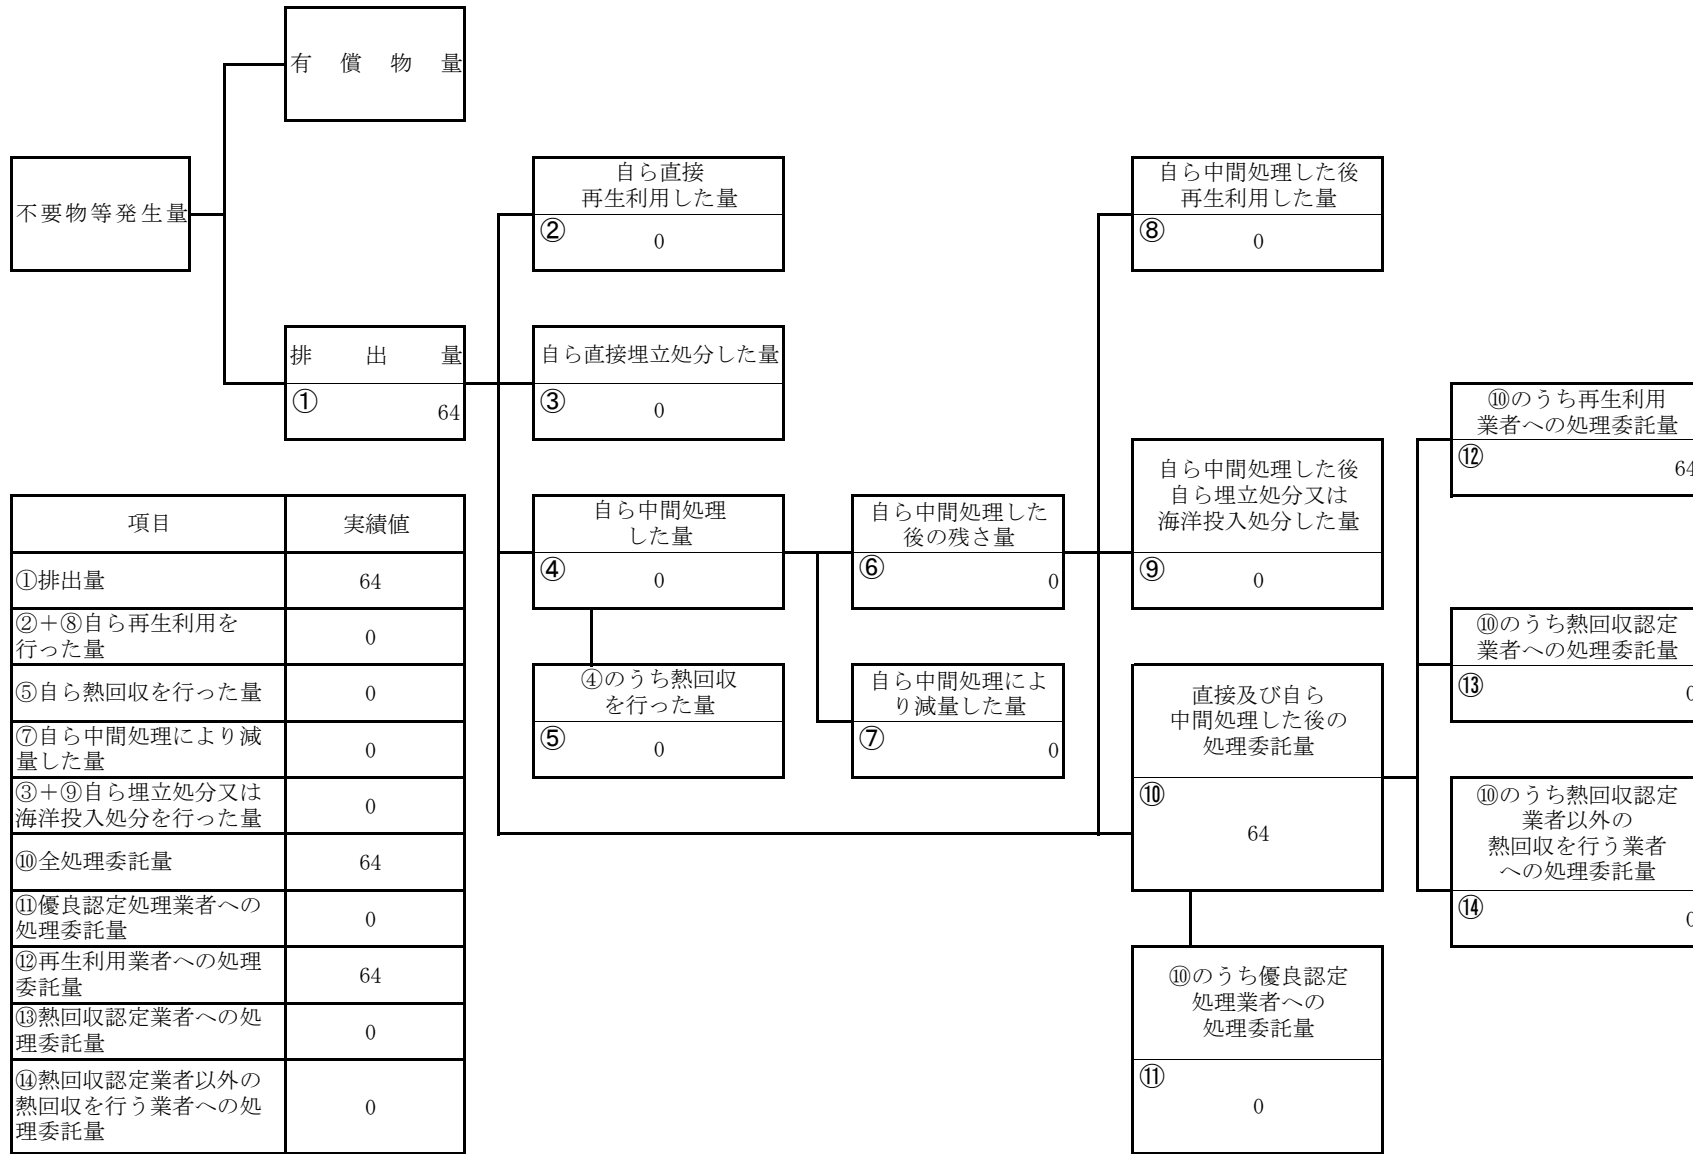 有償物量
不要物等発生量
排出量
①
64
自ら直接
再生利用した量
②
0
自ら直接埋立処分した量
③
0
自ら中間処理
した量
④
0
④のうち熱回収
を行った量
⑤
0
自ら中間処理した
後の残さ量
⑥
0
自ら中間処理によ
り減量した量
⑦
0
自ら中間処理した後
再生利用した量
⑧
0
自ら中間処理した後
自ら埋立処分又は
海洋投入処分した量
⑨
0
直接及び自ら
中間処理した後の
処理委託量
⑩
64
⑩のうち優良認定
処理業者への
処理委託量
⑪
0
⑩のうち再生利用
業者への処理委託量
⑫
64
⑩のうち熱回収認定
業者への処理委託量
⑬
0
⑩のうち熱回収認定
業者以外の
熱回収を行う業者
への処理委託量
⑭
0
項目 実績値
①排出量 64
②＋⑧自ら再生利用を
行った量 0
⑤自ら熱回収を行った量 0
⑦自ら中間処理により減
量した量 0
③＋⑨自ら埋立処分又は
海洋投入処分を行った量 0
⑩全処理委託量 64
⑪優良認定処理業者への
処理委託量 0
⑫再生利用業者への処理
委託量 64
⑬熱回収認定業者への処
理委託量 0
⑭熱回収認定業者以外の
熱回収を行う業者への処
理委託量 0